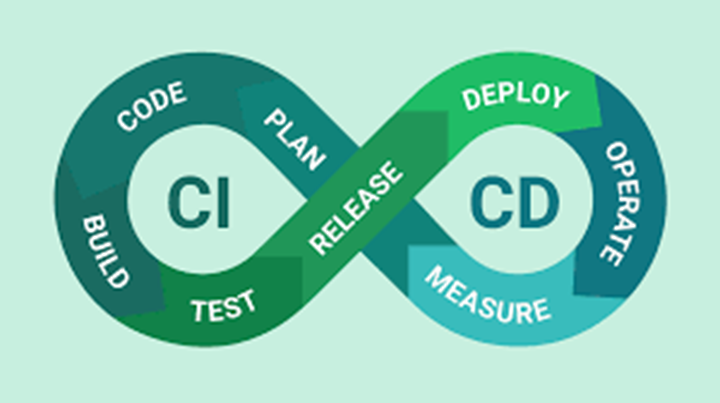 CODE
PLAN
DEPLOY
OPERATE
CI
CD
BUILD
RELEASE
TEST
MEASURE